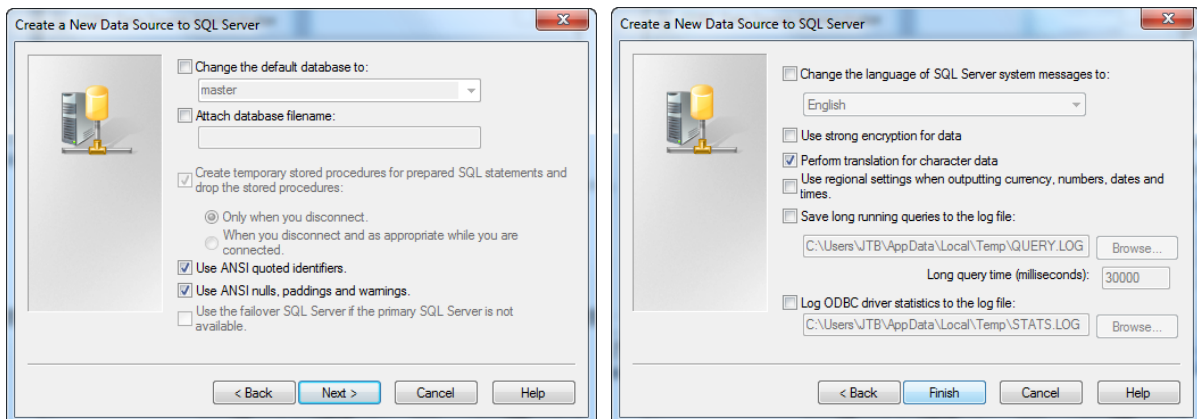 Create a New Data Source to SQL Server
Change the default database to:
master
Attach database filename:
Create temporary stored procedures for prepared SQL statements and
drop the stored procedures:
Only when you disconnect.
When you disconnect and as appropriate while you are
connected.
Use ANSI quoted identifiers.
Use ANSI nulls, paddings and warnings.
Use the failover SQL Server if the primary SQL Server is not
available.
< Back Next > Cancel Help
Create a New Data Source to SQL Server
Change the language of SQL Server system messages to:
English
Use strong encryption for data
Perform translation for character data
Use regional settings when outputting currency, numbers, dates and
times.
Save long running queries to the log file:
C:\Users\JTB\AppData\Local\Temp\QUERY.LOG Browse...
Long query time (milliseconds): 30000
Log ODBC driver statistics to the log file:
C:\Users\JTB\AppData\Local\Temp\STATS.LOG Browse...
< Back Finish Cancel Help